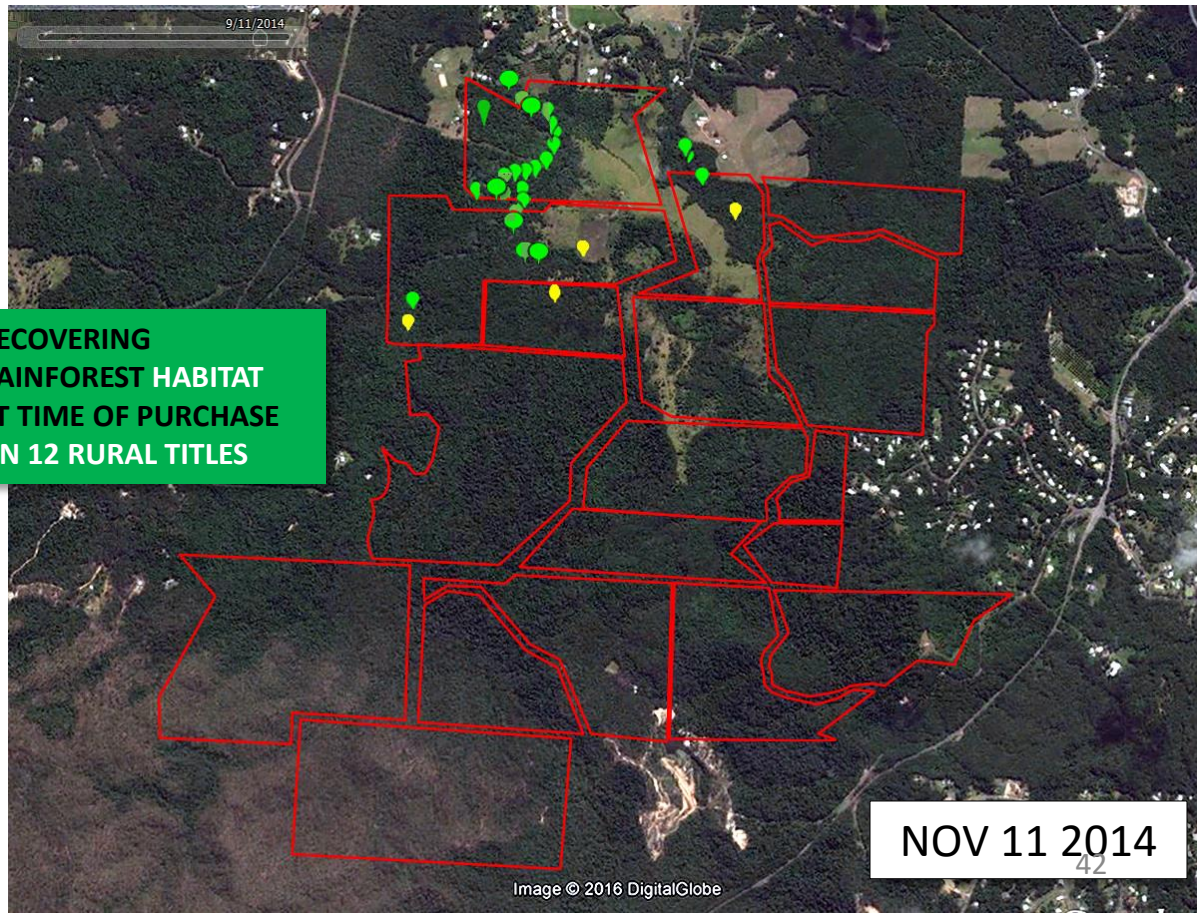 9/11/2014
ECOVERING
AINFOREST HABITAT
T TIME OF PURCHASE
N 12 RURAL TITLES
NOV 11 2014
42
Image © 2016 DigitalGlobe